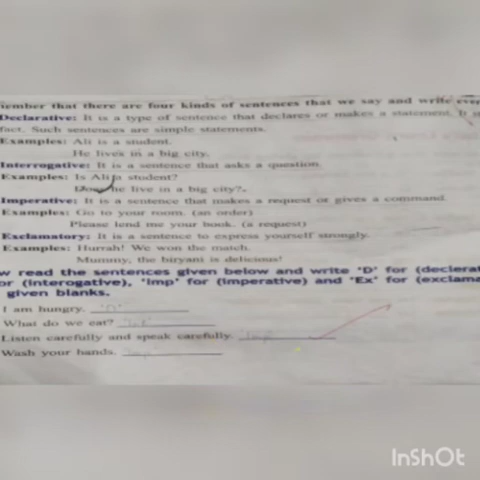 ember that there are four kinds of sentences that we say and write
Declarative: It is a type of sentence that declares or makes a statement. It
fact. Such sentences are simple statements.
Examples: Ali is a student.
He lives in a big city.
Interrogative: It is a sentence that asks a question.
Examples: Is Ali a student?
Does he live in a big city?
Imperative: It is a sentence that makes a request or gives a command.
Examples: Go to your room. (an order)
Please lend me your book. (a request)
Exclamatory: It is a sentence to express yourself strongly.
Examples: Hurrah! We won the match.
Mummy, the biryani is delicious!
w read the sentences given below and write 'D' for (declerat
or (interogative), 'Imp' for (imperative) and 'Ex' for (exclama
given blanks.
I am hungry. "D"
What do we eat?
Listen carefully and speak carefully. Imp
Wash your hands.
InShOt